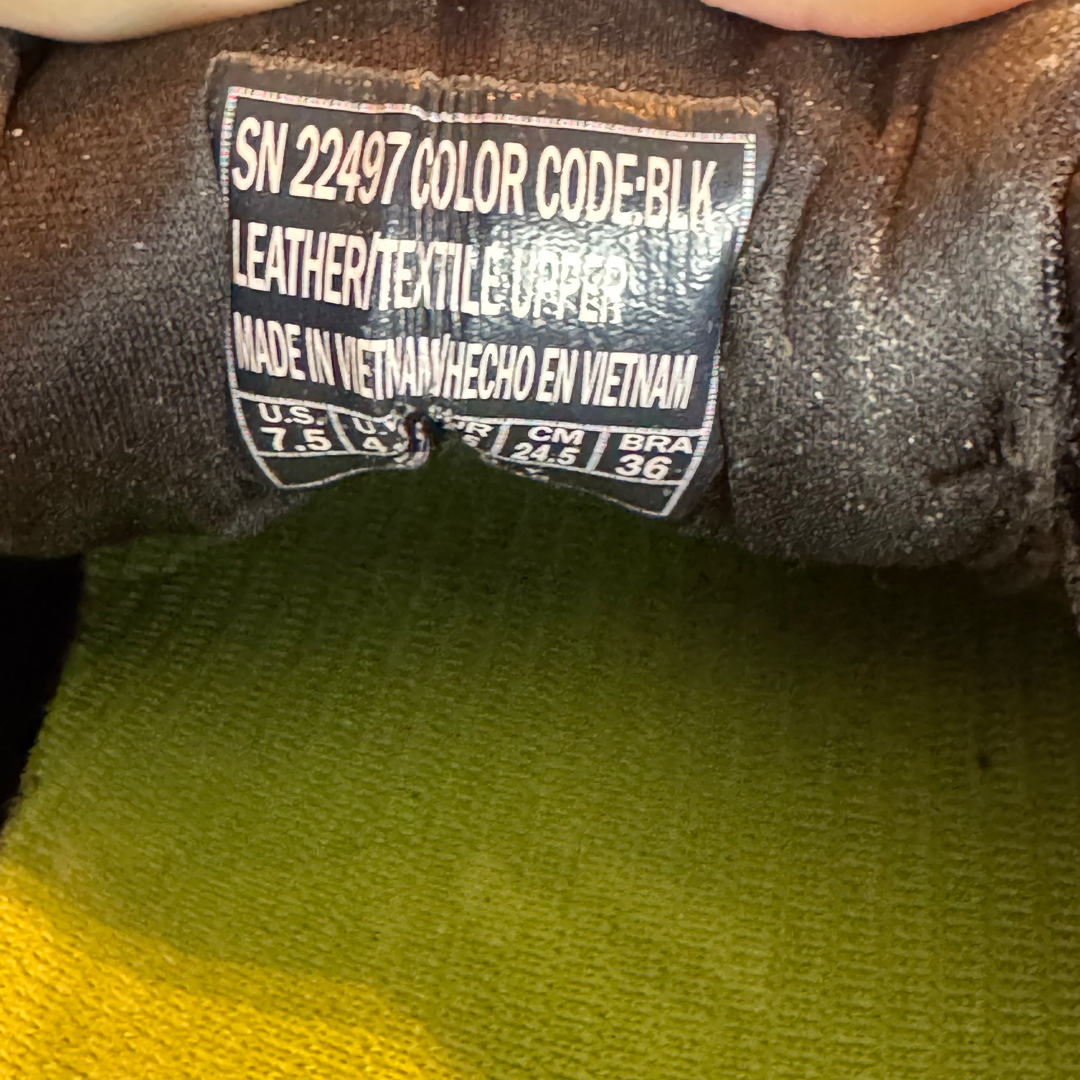 SN 22497 COLOR CODE:BLK
LEATHER/TEXTILE UPPER
MADE IN VIETNAM/HECHO EN VIETNAM
U.S. CM BRA
7.5 24.5 36